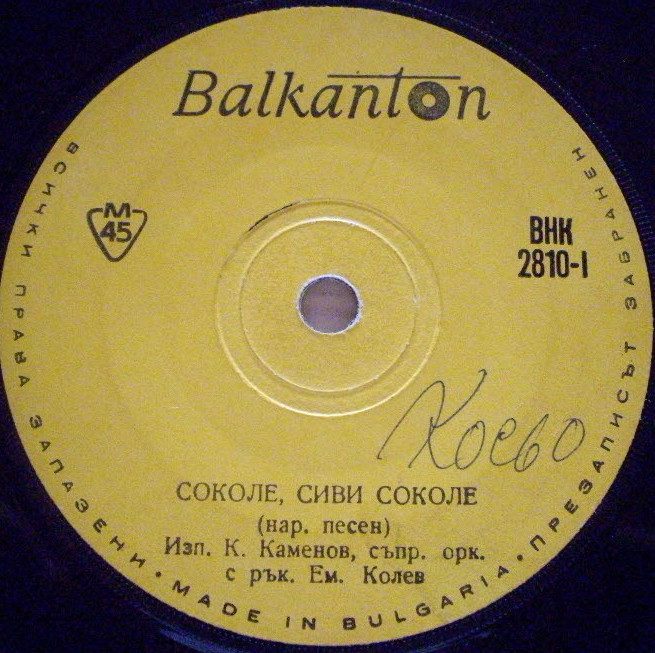 Balkanton
М
45
ВНК
2810-I
Косьо
СОКОЛЕ, СИВИ СОКОЛЕ
(нар. песен)
Изп. К. Каменов, съпр. орк.
с рък. Ем. Колев
ВСИЧКИ ПРАВА ЗАПАЗЕНИ • MADE IN BULGARIA • ПРЕЗАПИСЪТ ЗАБРАНЕН